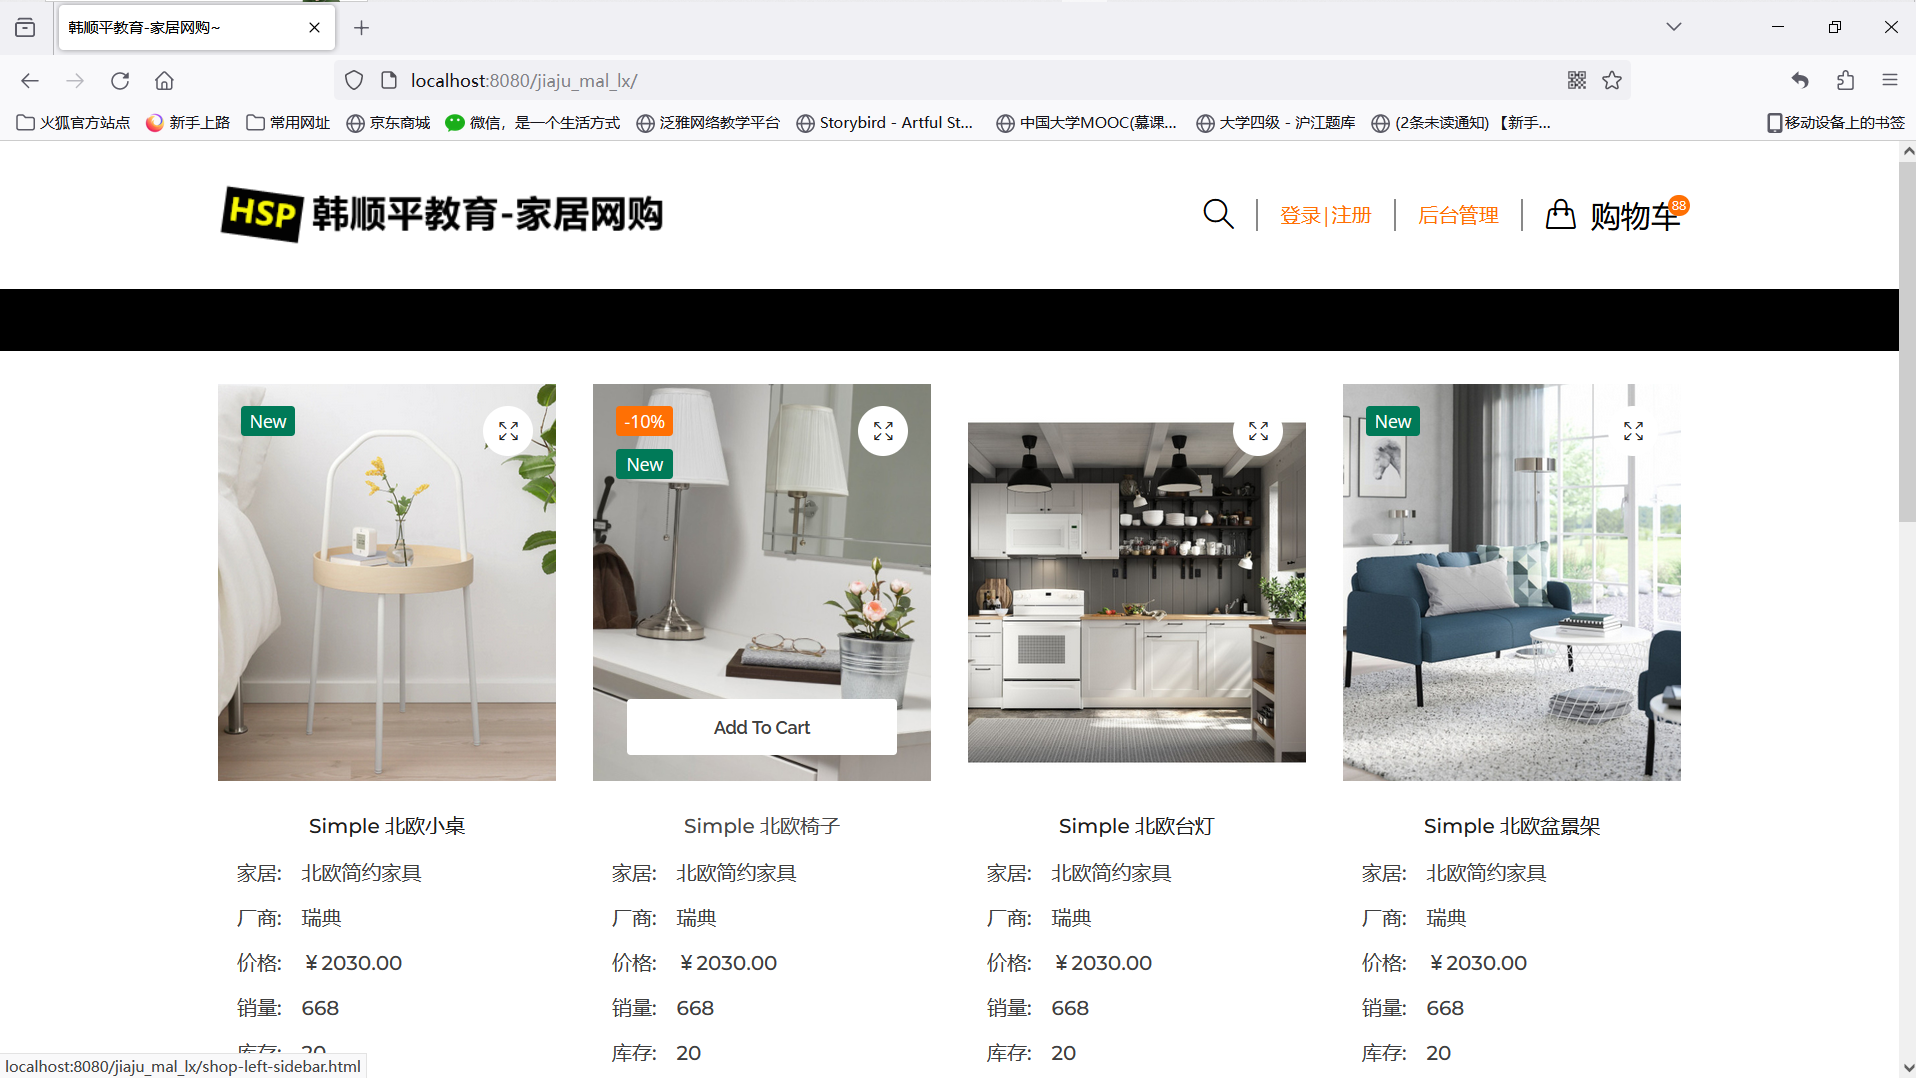 韩顺平教育-家居网购~
localhost:8080/jiaju_mal_lx/
火狐官方站点 新手上路 常用网址 京东商城 微信，是一个生活方式 泛雅网络教学平台 Storybird - Artful St... 中国大学MOOC(慕课... 大学四级 - 沪江题库 (2条未读通知) 【新手... 移动设备上的书签
HSP 韩顺平教育-家居网购
登录|注册 后台管理 购物车 88
New -10% New
New
Add To Cart
Simple 北欧小桌 Simple 北欧椅子 Simple 北欧台灯 Simple 北欧盆景架
家居: 北欧简约家具 家居: 北欧简约家具 家居: 北欧简约家具 家居: 北欧简约家具
厂商: 瑞典 厂商: 瑞典 厂商: 瑞典 厂商: 瑞典
价格: ￥2030.00 价格: ￥2030.00 价格: ￥2030.00 价格: ￥2030.00
销量: 668 销量: 668 销量: 668 销量: 668
库存: 20 库存: 20 库存: 20 库存: 20
localhost:8080/jiaju_mal_lx/shop-left-sidebar.html